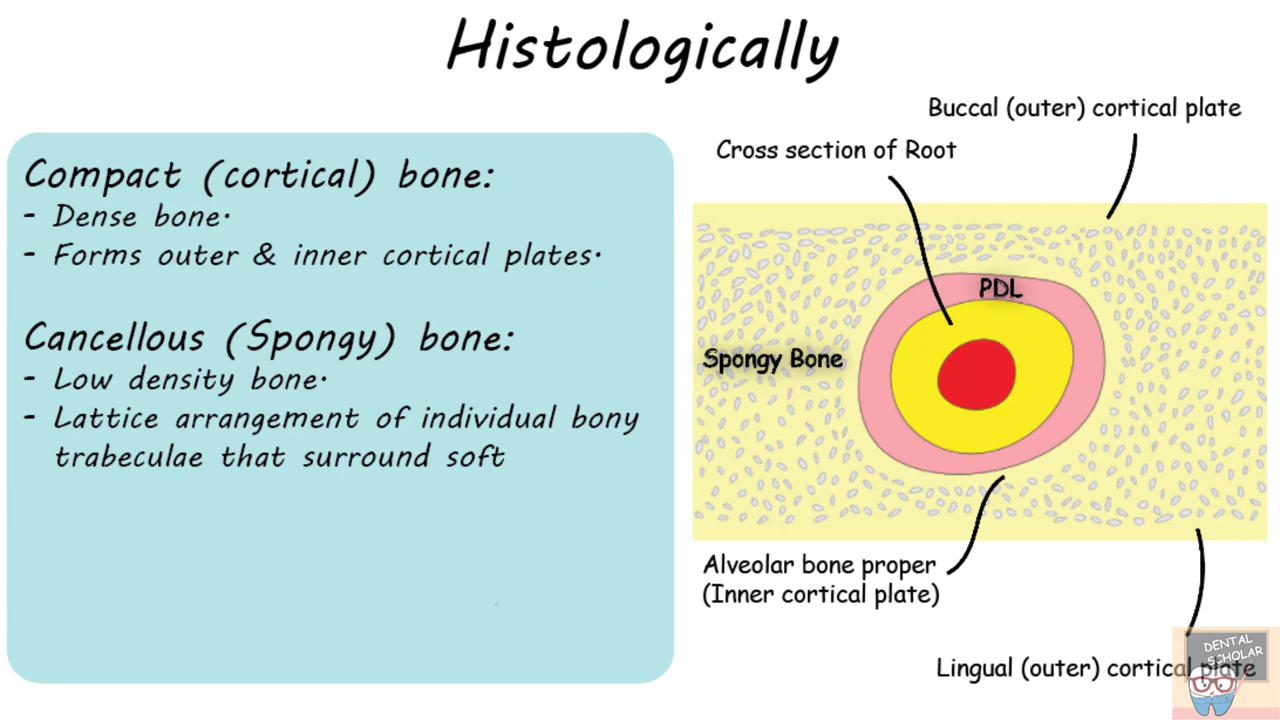 Histologically
Compact (cortical) bone:
- Dense bone.
- Forms outer & inner cortical plates.
Cancellous (Spongy) bone:
- Low density bone.
- Lattice arrangement of individual bony
trabeculae that surround soft
Buccal (outer) cortical plate
Cross section of Root
PDL
Spongy Bone
Alveolar bone proper
(Inner cortical plate)
Lingual (outer) cortical plate
DENTAL
SCHOLAR